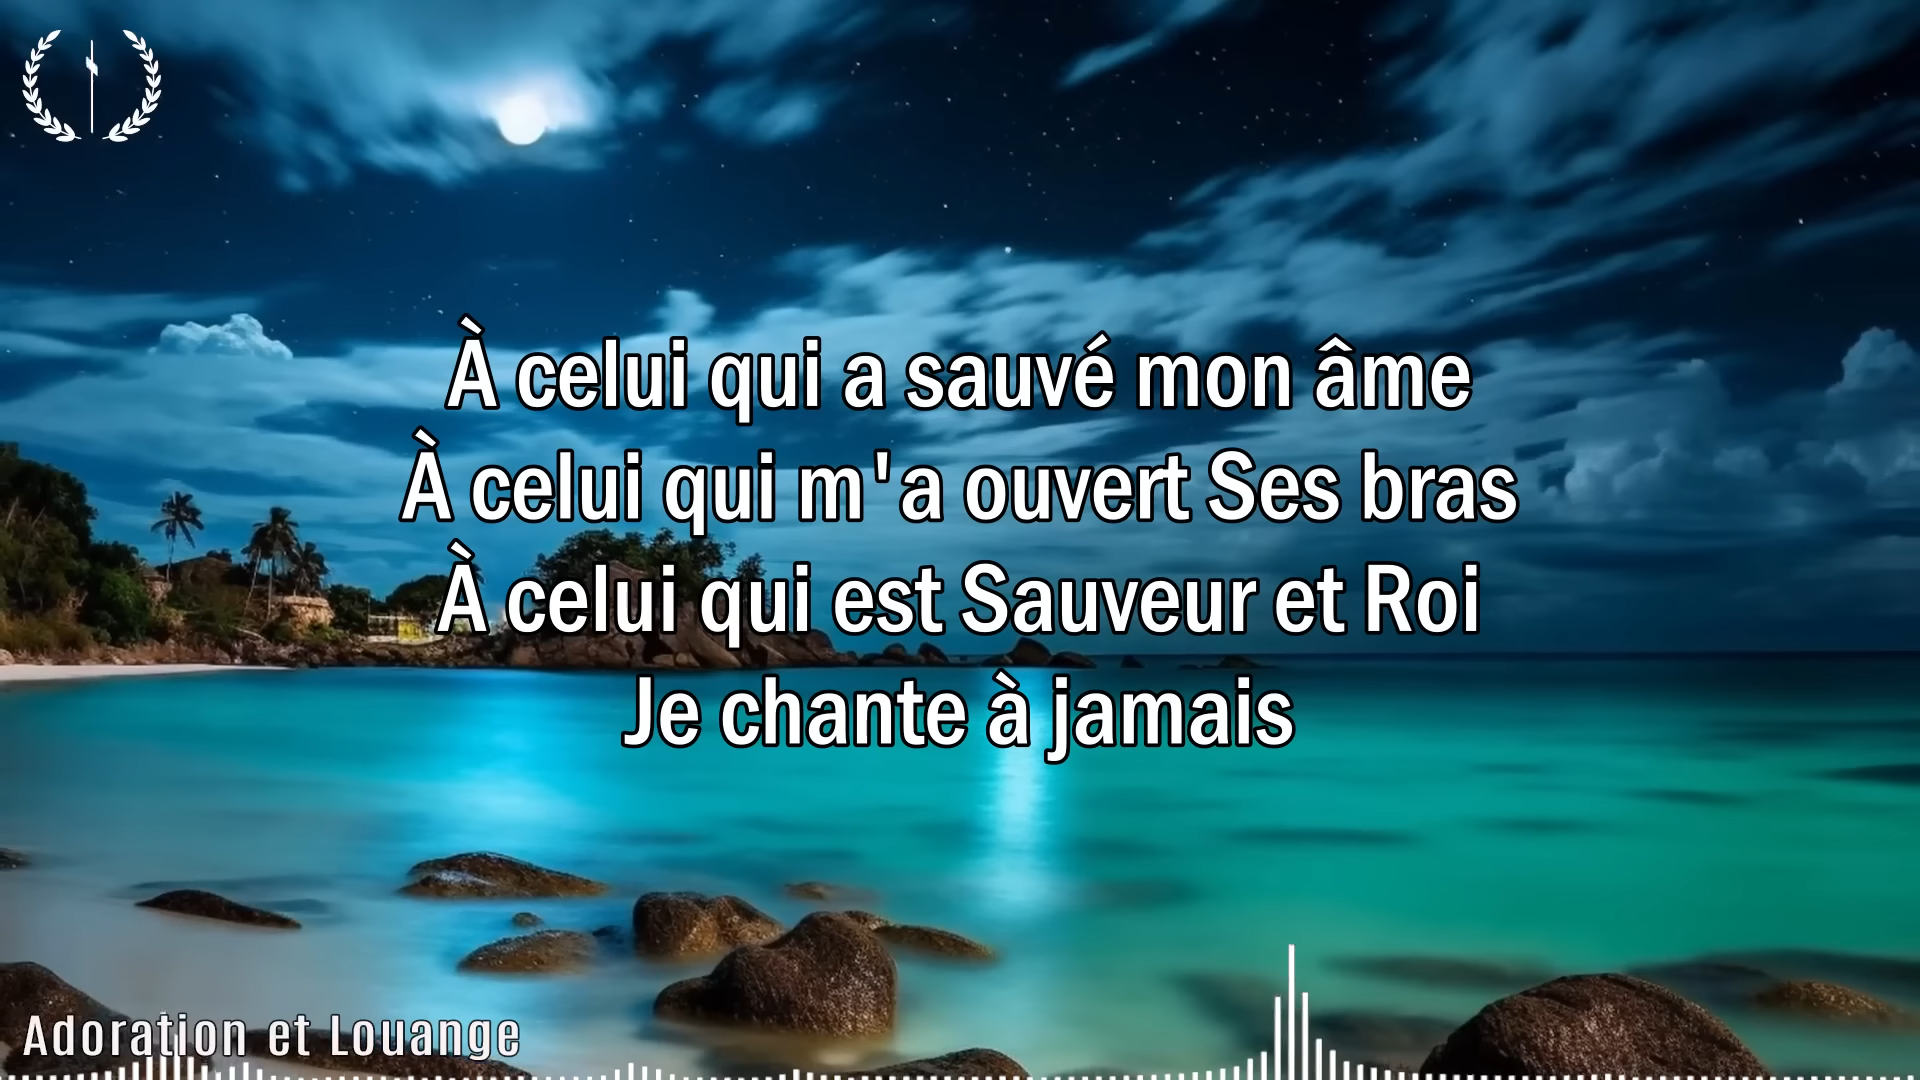 À celui qui a sauvé mon âme
À celui qui m'a ouvert Ses bras
À celui qui est Sauveur et Roi
Je chante à jamais
Adoration et Louange